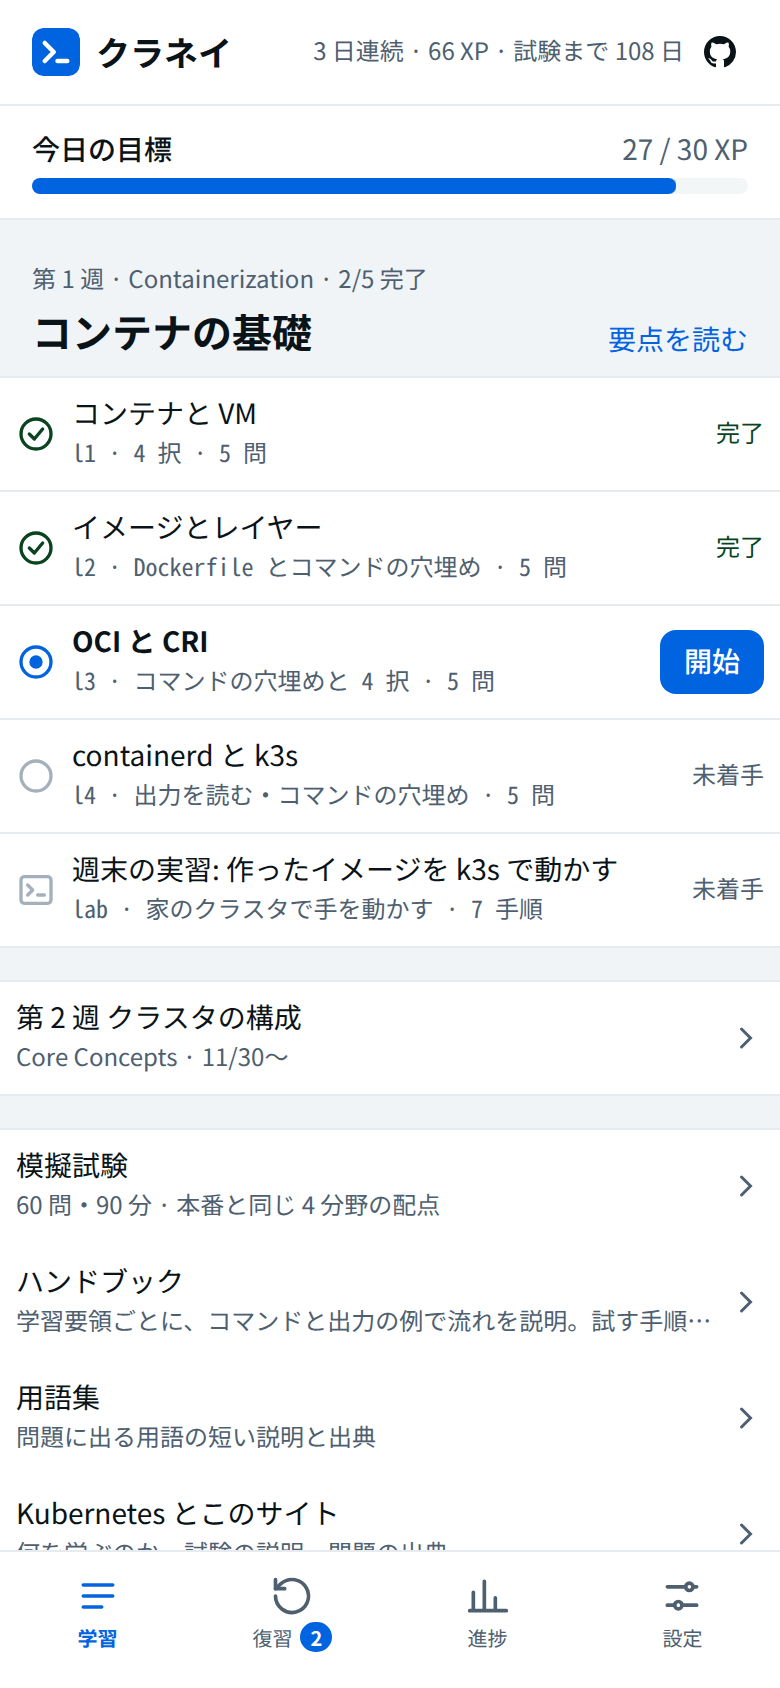 クラネイ
3 日連続 · 66 XP · 試験まで 108 日
今日の目標
27 / 30 XP
第 1 週 · Containerization · 2/5 完了
コンテナの基礎
要点を読む
コンテナと VM
l1 · 4 択 · 5 問
完了
イメージとレイヤー
l2 · Dockerfile とコマンドの穴埋め · 5 問
完了
OCI と CRI
l3 · コマンドの穴埋めと 4 択 · 5 問
開始
containerd と k3s
l4 · 出力を読む・コマンドの穴埋め · 5 問
未着手
週末の実習: 作ったイメージを k3s で動かす
lab · 家のクラスタで手を動かす · 7 手順
未着手
第 2 週 クラスタの構成
Core Concepts · 11/30〜
模擬試験
60 問・90 分 · 本番と同じ 4 分野の配点
ハンドブック
学習要領ごとに、コマンドと出力の例で流れを説明。試す手順…
用語集
問題に出る用語の短い説明と出典
Kubernetes とこのサイト
学習
復習 2
進捗
設定